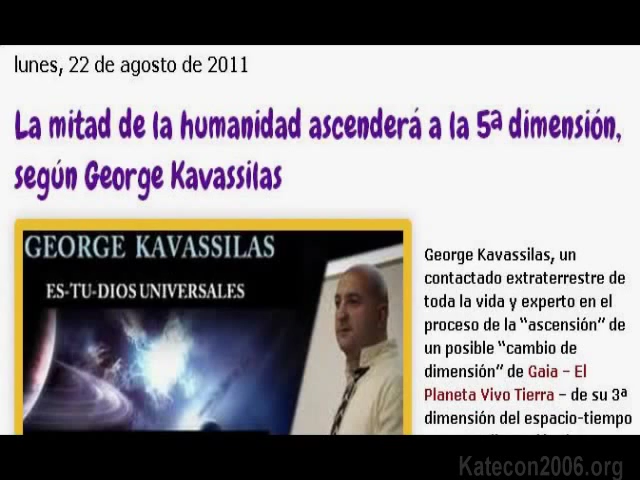 lunes, 22 de agosto de 2011
La mitad de la humanidad ascenderá a la 5ª dimensión,
según George Kavassilas
GEORGE KAVASSILAS
ES-TU-DIOS UNIVERSALES
George Kavassilas, un
contactado extraterrestre de
toda la vida y experto en el
proceso de la “ascensión” de
un posible “cambio de
dimensión” de Gaia – El
Planeta Vivo Tierra – de su 3ª
dimensión del espacio-tiempo
Katecon2006.org